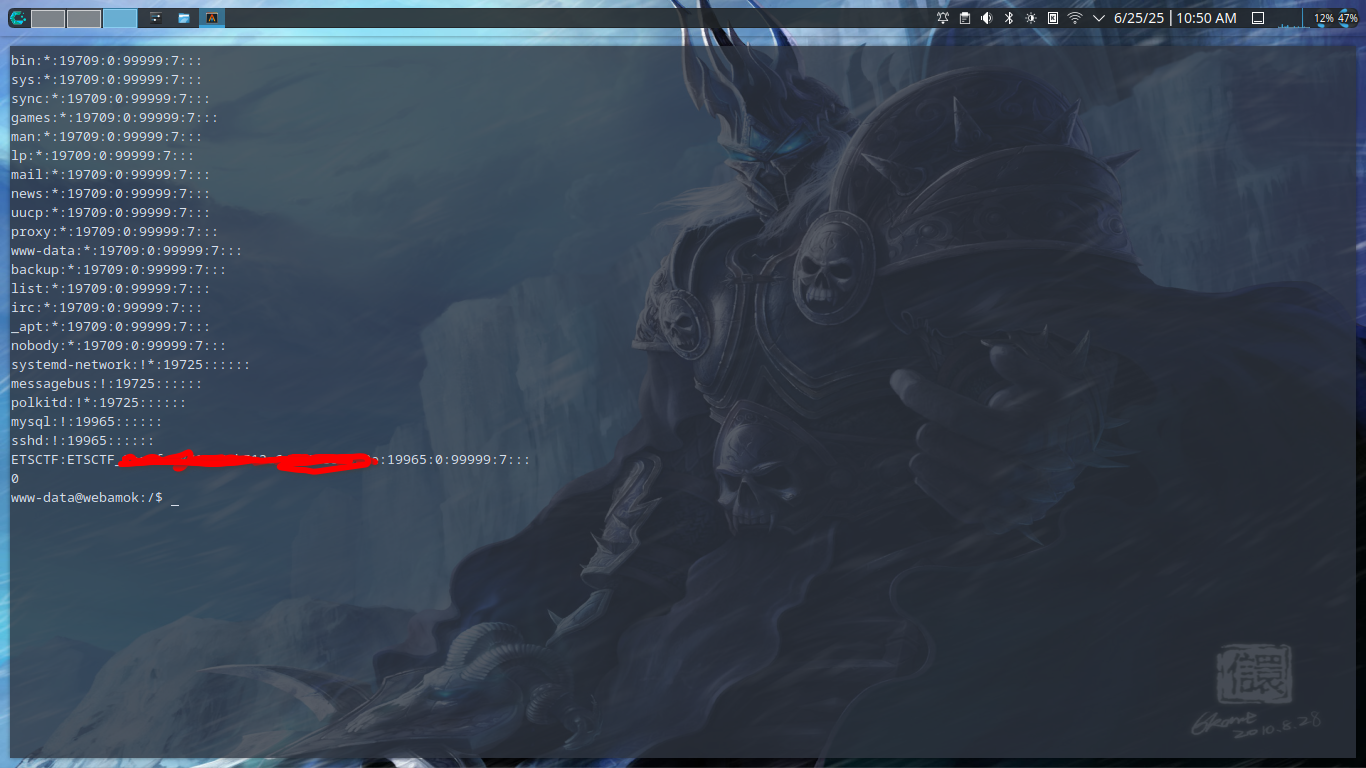 6/25/25 | 10:50 AM 12% 47%
bin:*:19709:0:99999:7:::
sys:*:19709:0:99999:7:::
sync:*:19709:0:99999:7:::
games:*:19709:0:99999:7:::
man:*:19709:0:99999:7:::
lp:*:19709:0:99999:7:::
mail:*:19709:0:99999:7:::
news:*:19709:0:99999:7:::
uucp:*:19709:0:99999:7:::
proxy:*:19709:0:99999:7:::
www-data:*:19709:0:99999:7:::
backup:*:19709:0:99999:7:::
list:*:19709:0:99999:7:::
irc:*:19709:0:99999:7:::
_apt:*:19709:0:99999:7:::
nobody:*:19709:0:99999:7:::
systemd-network:!*:19725::::::
messagebus:!:19725::::::
polkitd:!*:19725::::::
mysql:!:19965::::::
sshd:!:19965::::::
ETSCTF:ETSCTF_ :19965:0:99999:7:::
0
www-data@webamok:/$ _
2010.8.28